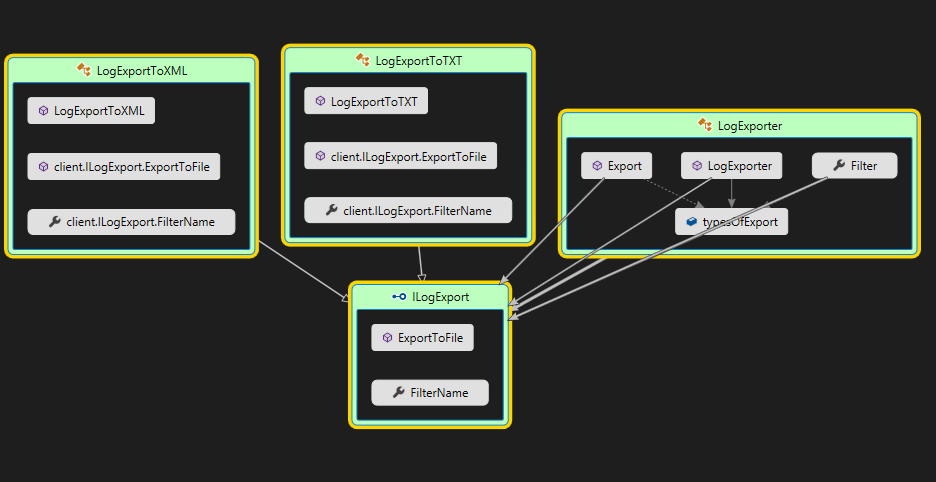 LogExportToXML
LogExportToXML
client.ILogExport.ExportToFile
client.ILogExport.FilterName
LogExportToTXT
LogExportToTXT
client.ILogExport.ExportToFile
client.ILogExport.FilterName
LogExporter
Export
LogExporter
Filter
typesOfExport
ILogExport
ExportToFile
FilterName